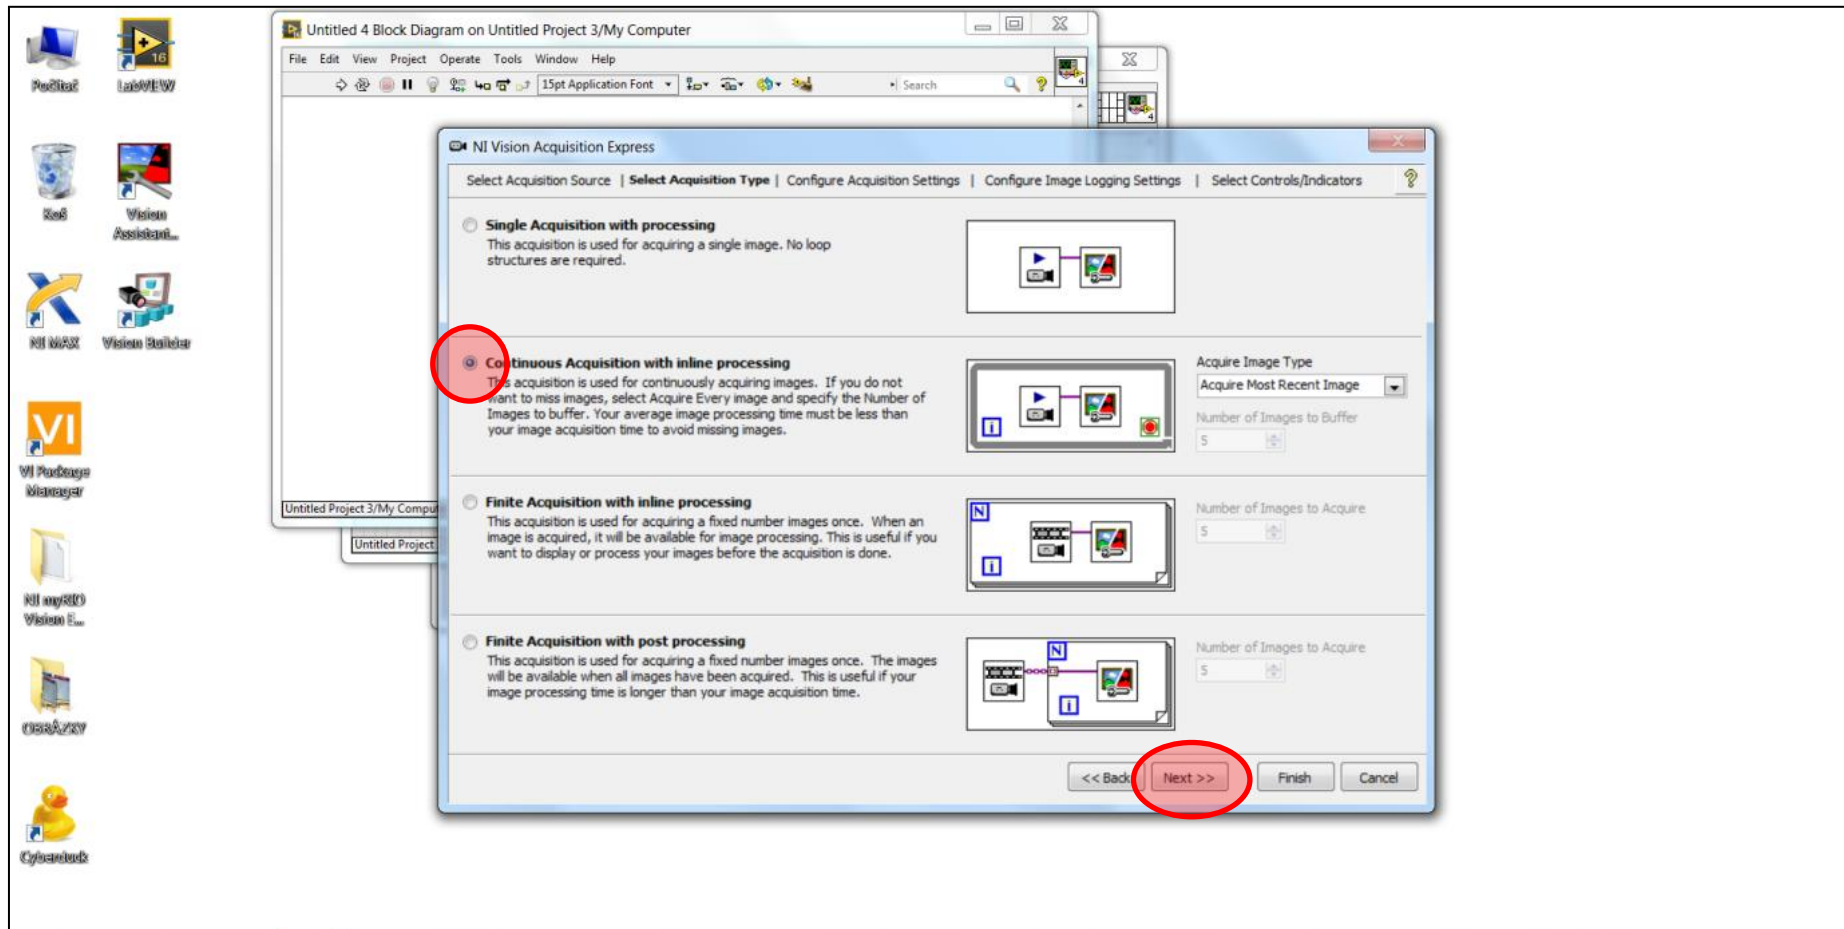 Počítač
LabVIEW
16
Koš
Vision
Assistant...
NI MAX
Vision Builder
VI
VI Package
Manager
NI myRIO
Vision E...
Cyberduck
Untitled 4 Block Diagram on Untitled Project 3/My Computer
File Edit View Project Operate Tools Window Help
15pt Application Font
Search
4
4
Untitled Project 3/My Compu
Untitled Project
NI Vision Acquisition Express
Select Acquisition Source | Select Acquisition Type | Configure Acquisition Settings | Configure Image Logging Settings | Select Controls/Indicators
Single Acquisition with processing
This acquisition is used for acquiring a single image. No loop
structures are required.
Continuous Acquisition with inline processing
This acquisition is used for continuously acquiring images. If you do not
want to miss images, select Acquire Every image and specify the Number of
Images to buffer. Your average image processing time must be less than
your image acquisition time to avoid missing images.
i
Acquire Image Type
Acquire Most Recent Image
Number of Images to Buffer
5
Finite Acquisition with inline processing
This acquisition is used for acquiring a fixed number images once. When an
image is acquired, it will be available for image processing. This is useful if you
want to display or process your images before the acquisition is done.
N
i
Number of Images to Acquire
5
Finite Acquisition with post processing
This acquisition is used for acquiring a fixed number images once. The images
will be available when all images have been acquired. This is useful if your
image processing time is longer than your image acquisition time.
N
i
Number of Images to Acquire
5
<< Back Next >> Finish Cancel